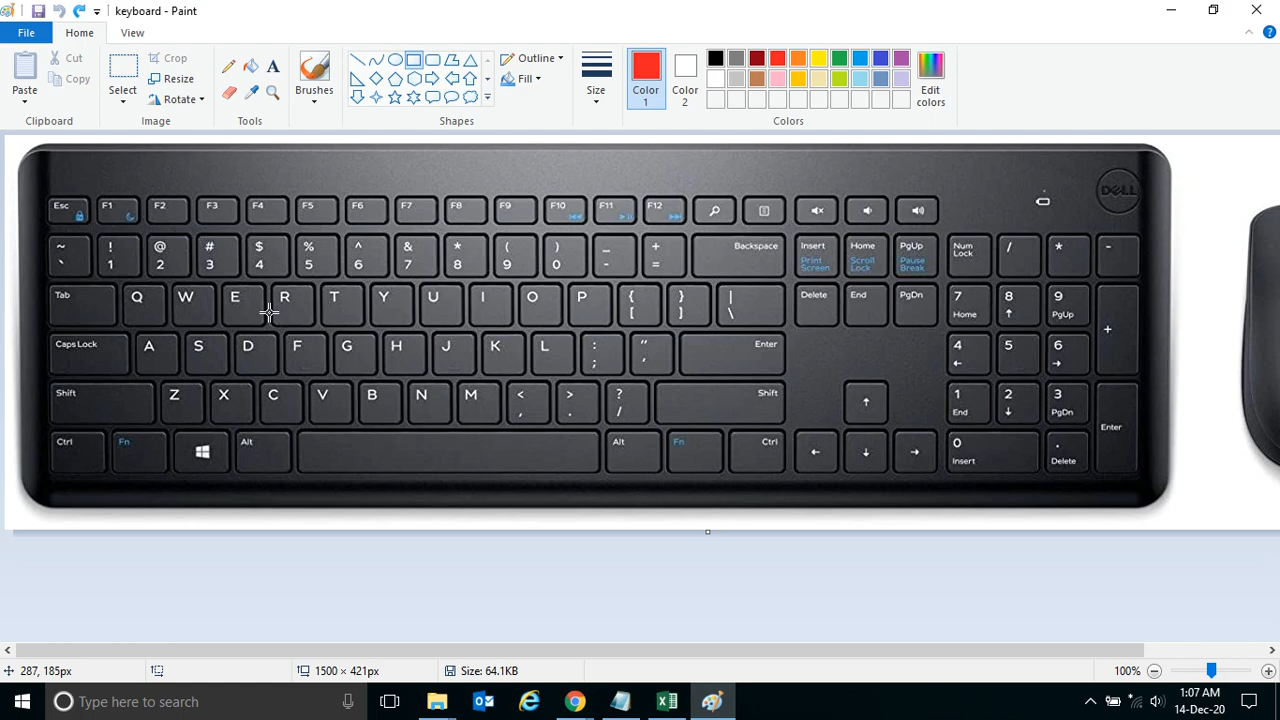 keyboard - Paint
File Home View
Paste
Cut
Copy
Clipboard
Select
Crop
Resize
Rotate
Image
A
Tools
Brushes
Outline
Fill
Shapes
Size
Color 1
Color 2
Edit colors
Colors
DELL
Esc F1 F2 F3 F4 F5 F6 F7 F8 F9 F10 F11 F12
~ ! @ # $ % ^ & * ( ) _ + Backspace Insert Home PgUp Num Lock / * -
` 1 2 3 4 5 6 7 8 9 0 - = Print Screen Scroll Lock Pause Break
Tab Q W E R T Y U I O P { } | Delete End PgDn 7 8 9
[ ] \ Home ↑ PgUp +
Caps Lock A S D F G H J K L : " Enter 4 5 6
; ' ← →
Shift Z X C V B N M < > ? Shift ↑ 1 2 3
, . / End ↓ PgDn Enter
Ctrl Fn Alt Alt Fn Ctrl ← ↓ → 0 .
Insert Delete
287, 185px 1500 × 421px Size: 64.1KB 100%
Type here to search
1:07 AM
14-Dec-20